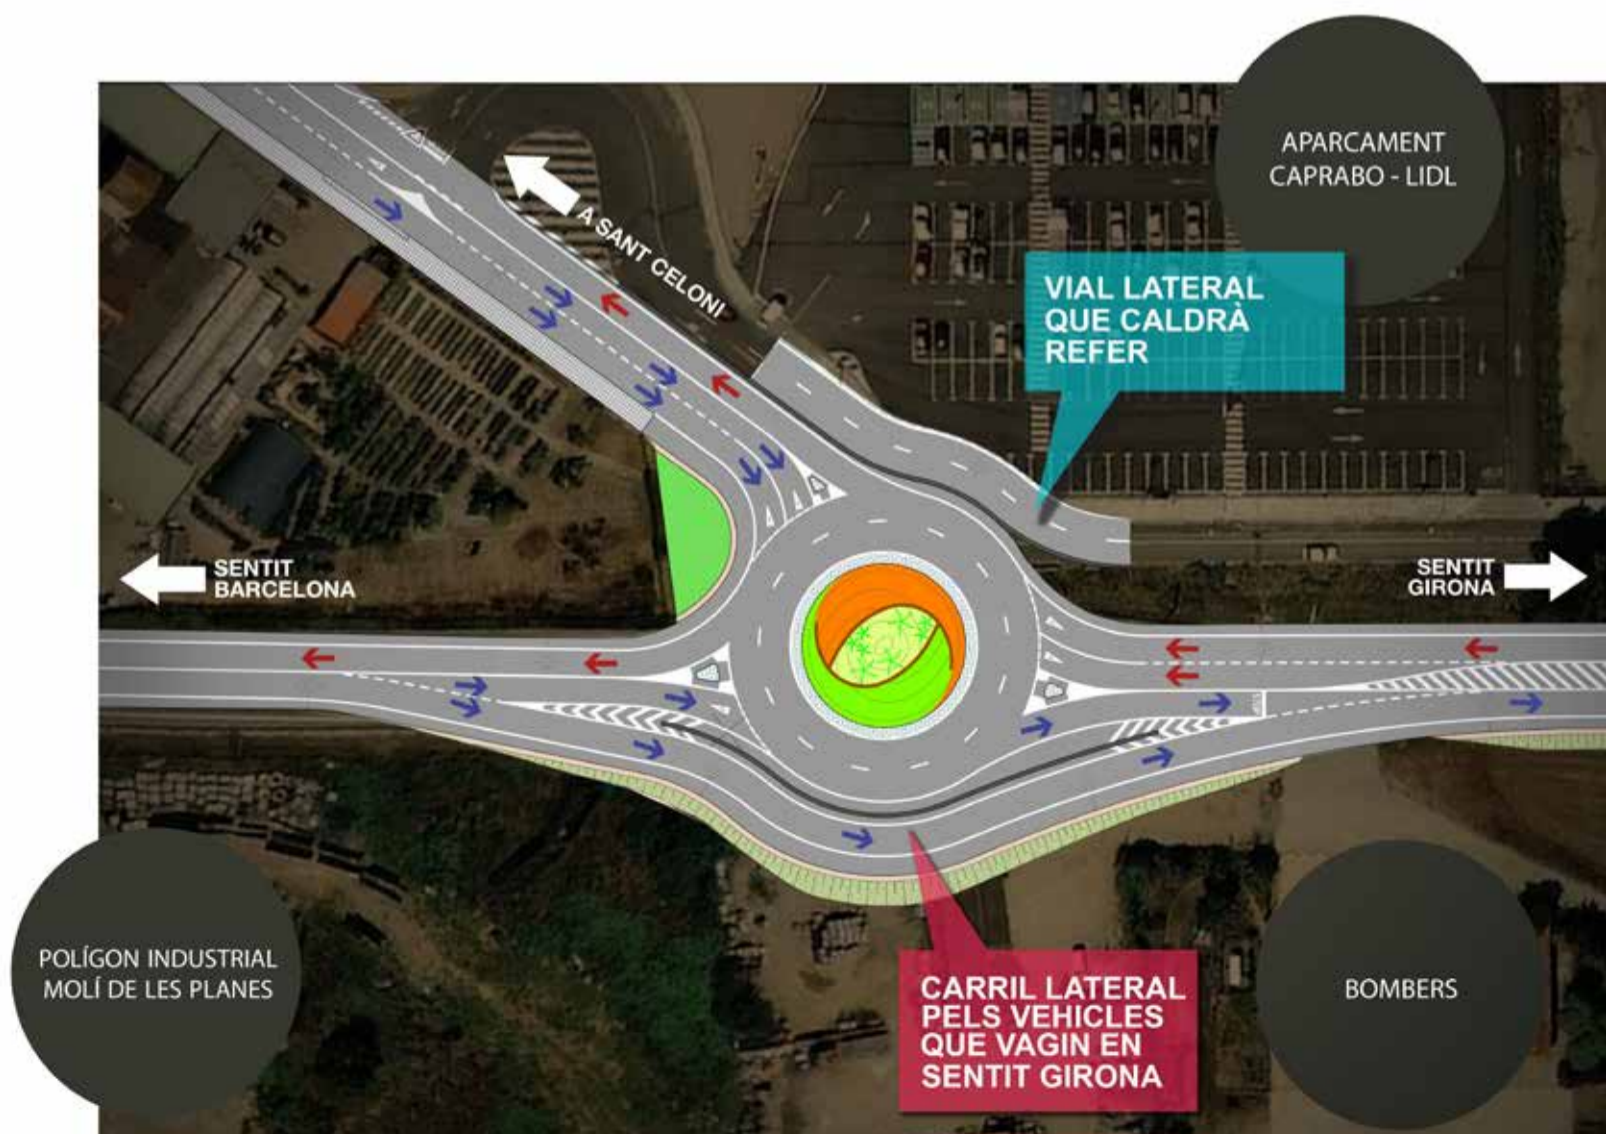 APARCAMENT
CAPRABO - LIDL
A SANT CELONI
VIAL LATERAL
QUE CALDRÀ
REFER
SENTIT
BARCELONA
SENTIT
GIRONA
STOP
POLÍGON INDUSTRIAL
MOLÍ DE LES PLANES
CARRIL LATERAL
PELS VEHICLES
QUE VAGIN EN
SENTIT GIRONA
BOMBERS